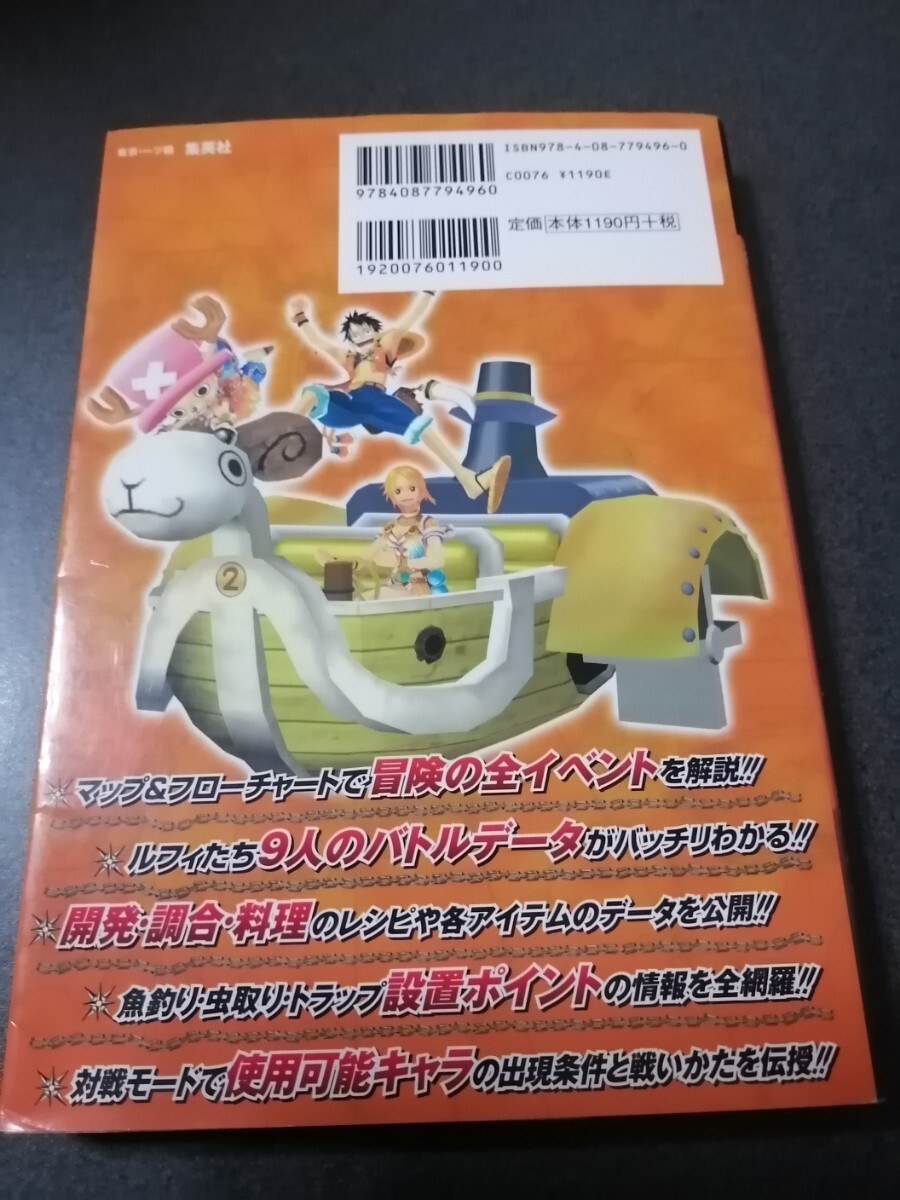 東京・一ツ橋 集英社
ISBN978-4-08-779496-0
9784087794960
C0076 ¥1190E
定価 本体1190円+税
1920076011900
2
マップ&フローチャートで冒険の全イベントを解説!!
ルフィたち9人のバトルデータがバッチリわかる!!
開発・調合・料理のレシピや各アイテムのデータを公開!!
魚釣り・虫取り・トラップ設置ポイントの情報を全網羅!!
対戦モードで使用可能キャラの出現条件と戦いかたを伝授!!